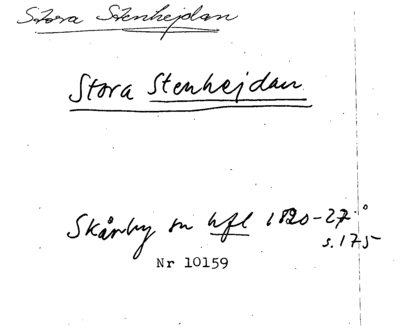 Stora Stenhejdan
Stora Stenhejdan
Skånby sn hfl 1820-27
s. 175
Nr 10159